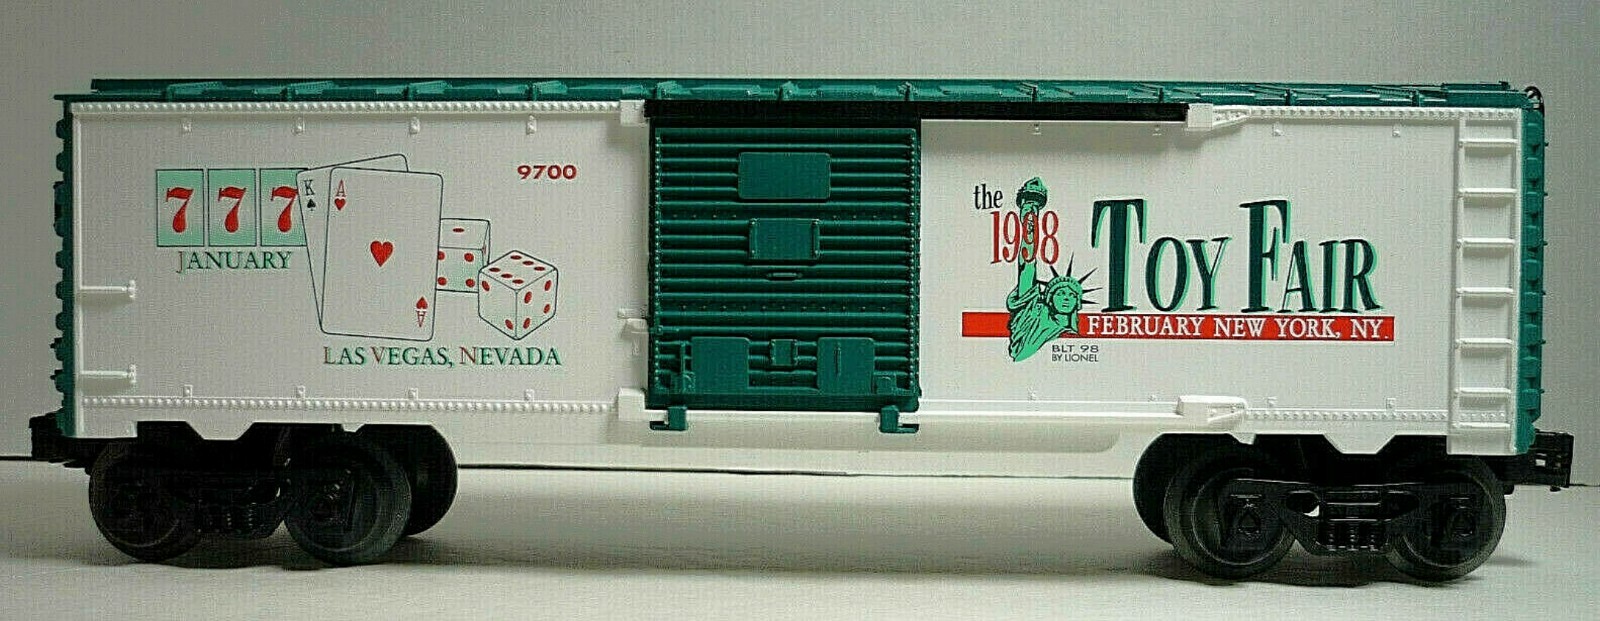 777
JANUARY
K
A
A
9700
LAS VEGAS, NEVADA
the
1998
TOY FAIR
FEBRUARY NEW YORK, NY.
BLT 98
BY LIONEL